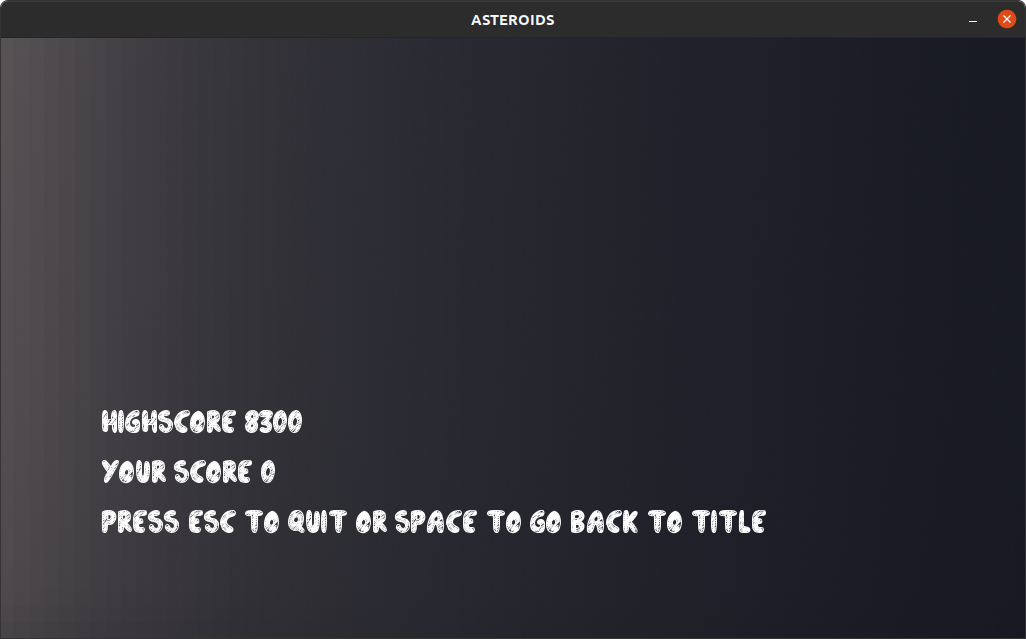 ASTEROIDS
HIGHSCORE 8300
YOUR SCORE 0
PRESS ESC TO QUIT OR SPACE TO GO BACK TO TITLE